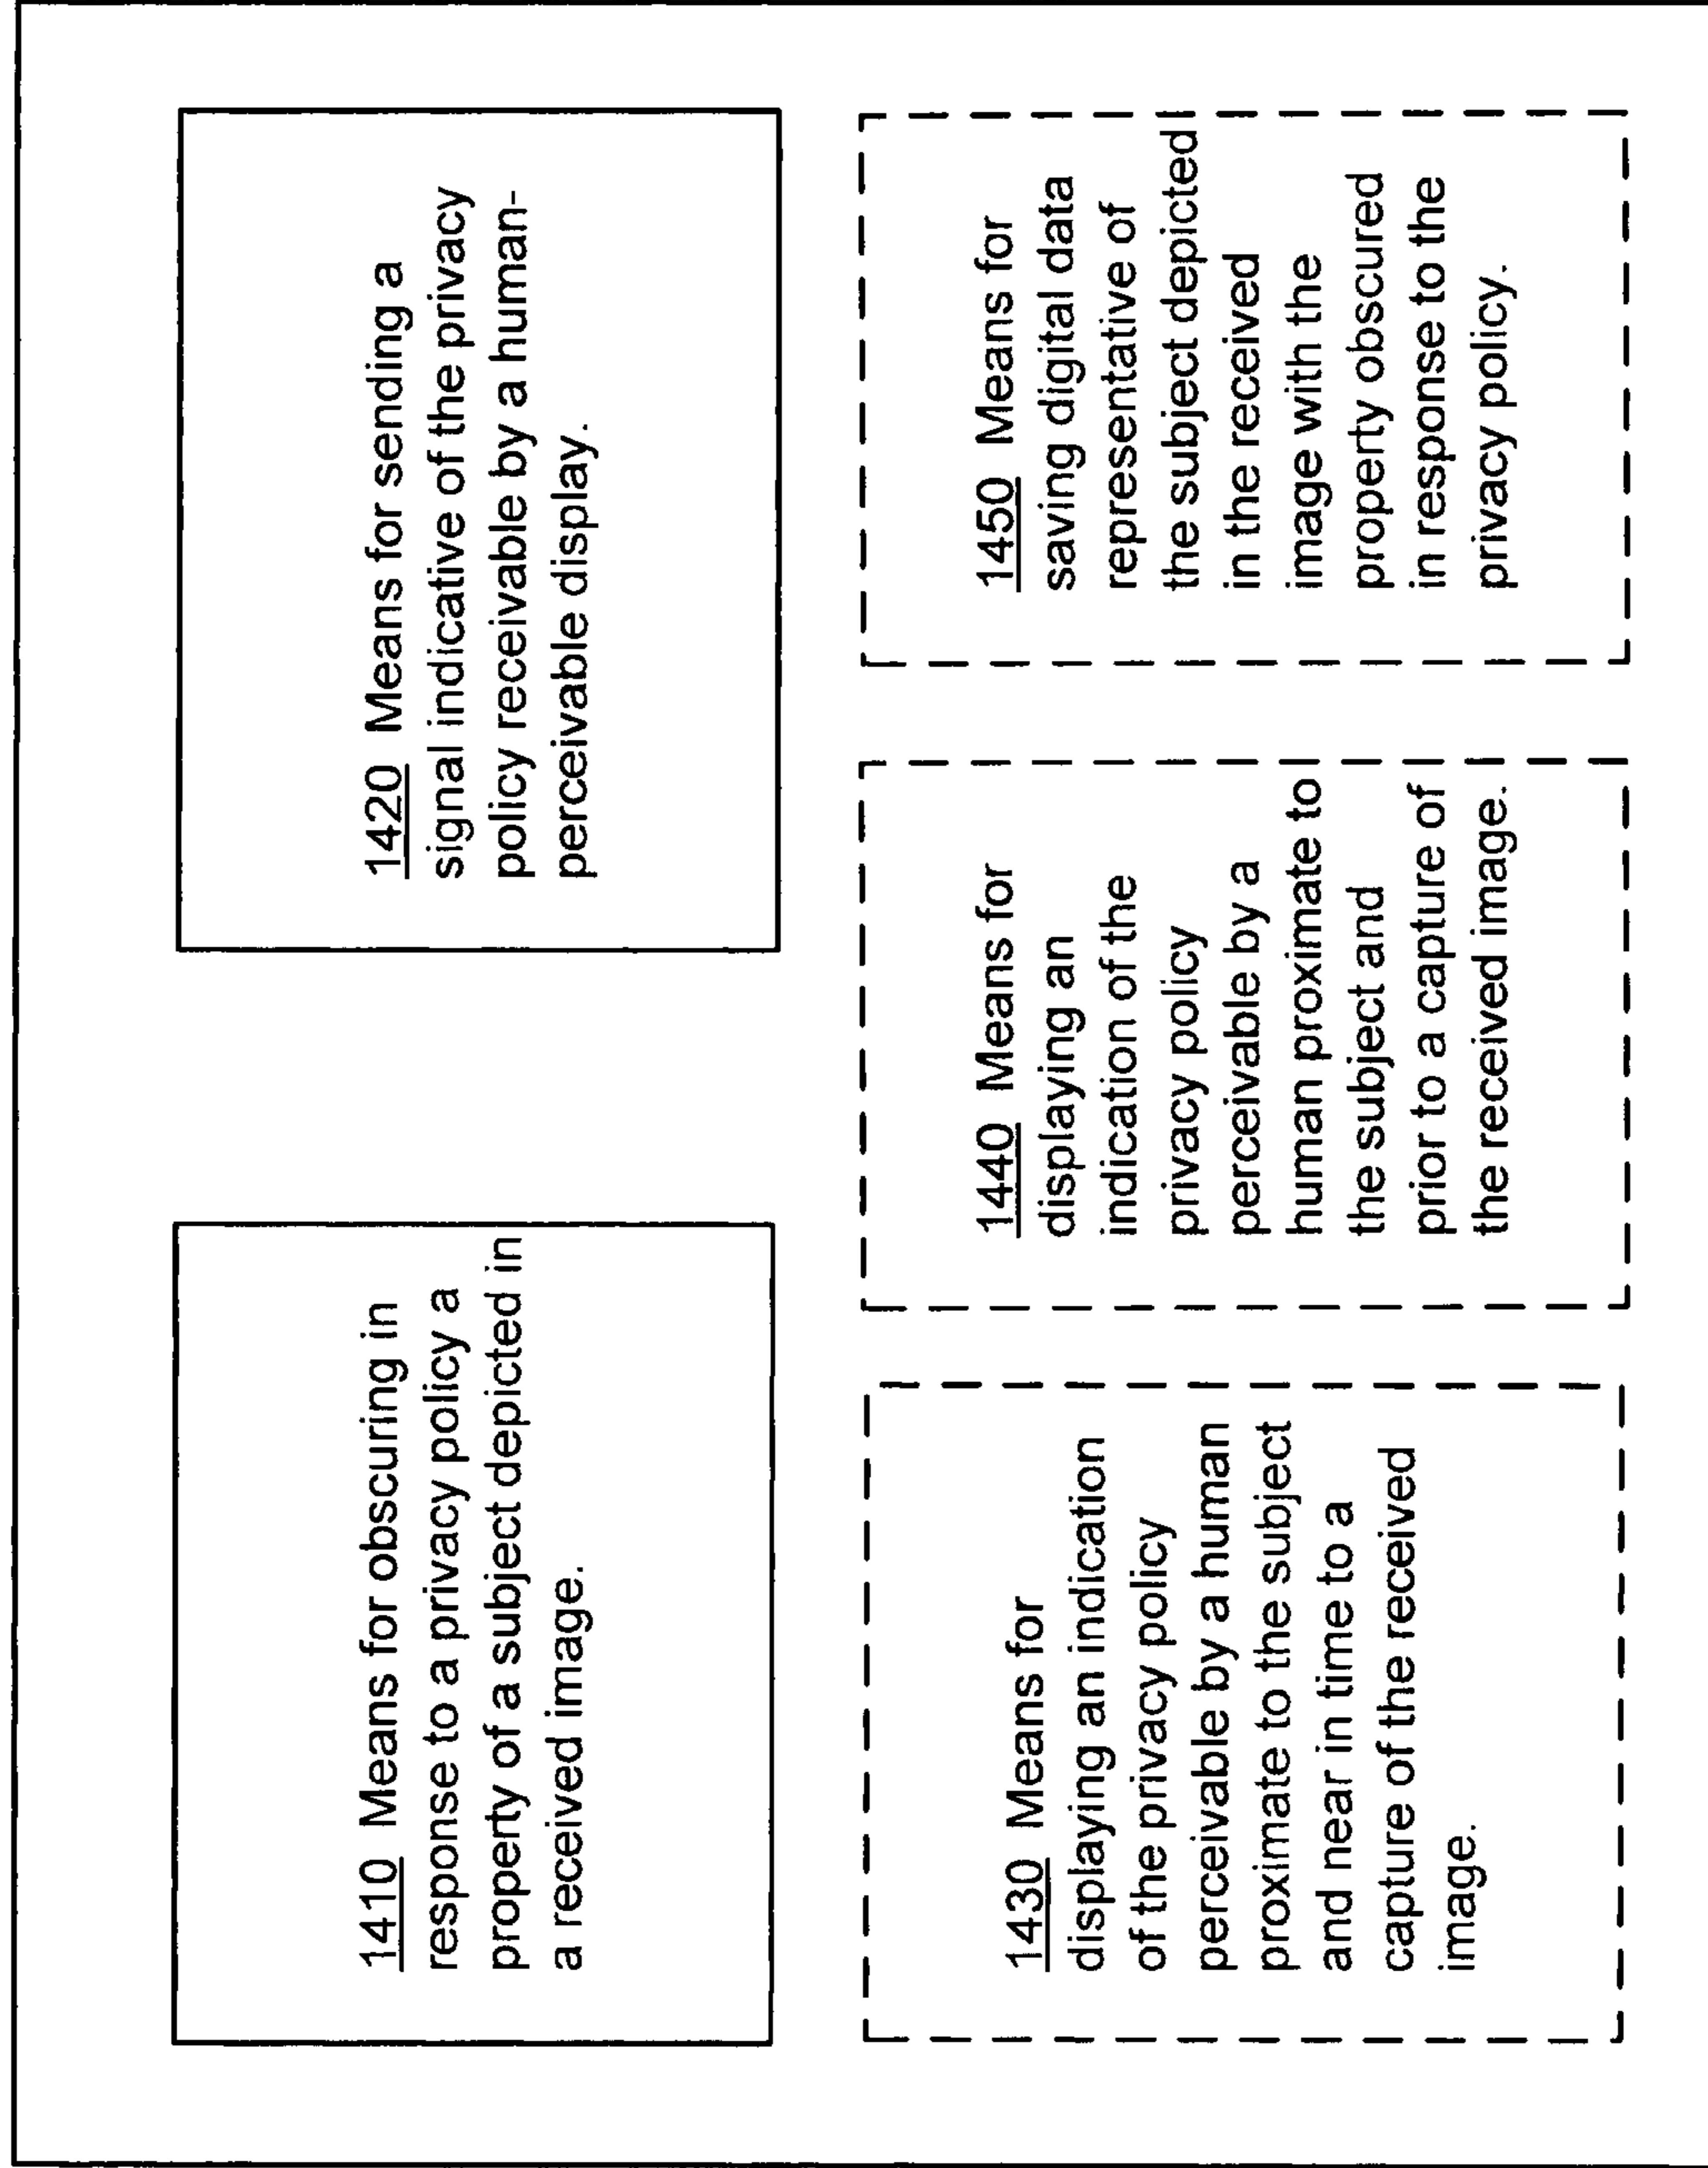 1410 Means for obscuring in
response to a privacy policy a
property of a subject depicted in
a received image.
1420 Means for sending a
signal indicative of the privacy
policy receivable by a human-
perceivable display.
1430 Means for
displaying an indication
of the privacy policy
perceivable by a human
proximate to the subject
and near in time to a
capture of the received
image.
1440 Means for
displaying an
indication of the
privacy policy
perceivable by a
human proximate to
the subject and
prior to a capture of
the received image.
1450 Means for
saving digital data
representative of
the subject depicted
in the received
image with the
property obscured
in response to the
privacy policy.